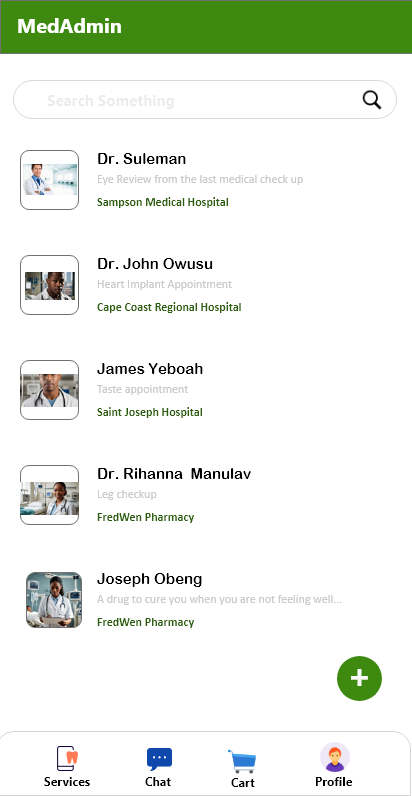 MedAdmin
Search Something
Dr. Suleman
Eye Review from the last medical check up
Sampson Medical Hospital
Dr. John Owusu
Heart Implant Appointment
Cape Coast Regional Hospital
James Yeboah
Taste appointment
Saint Joseph Hospital
Dr. Rihanna Manulav
Leg checkup
FredWen Pharmacy
Joseph Obeng
A drug to cure you when you are not feeling well...
FredWen Pharmacy
+
Services
Chat
Cart
Profile